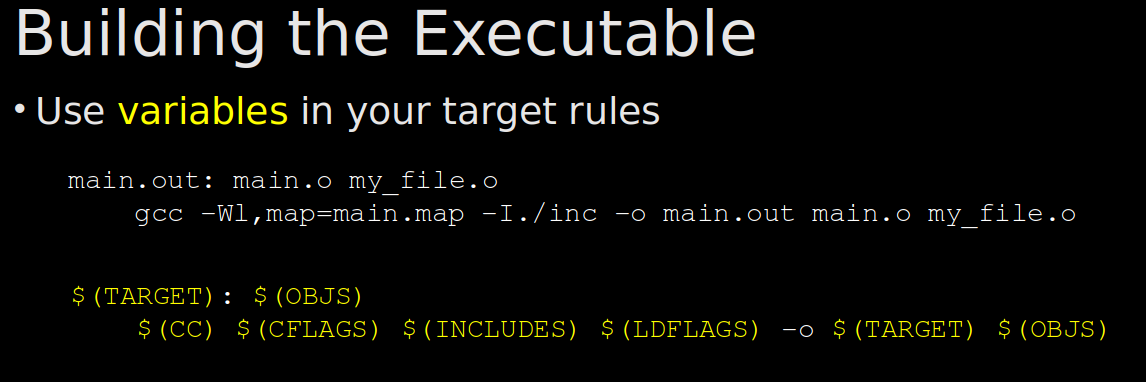 Building the Executable
• Use variables in your target rules
main.out: main.o my_file.o
gcc -Wl,map=main.map -I./inc -o main.out main.o my_file.o
$(TARGET): $(OBJS)
$(CC) $(CFLAGS) $(INCLUDES) $(LDFLAGS) -o $(TARGET) $(OBJS)